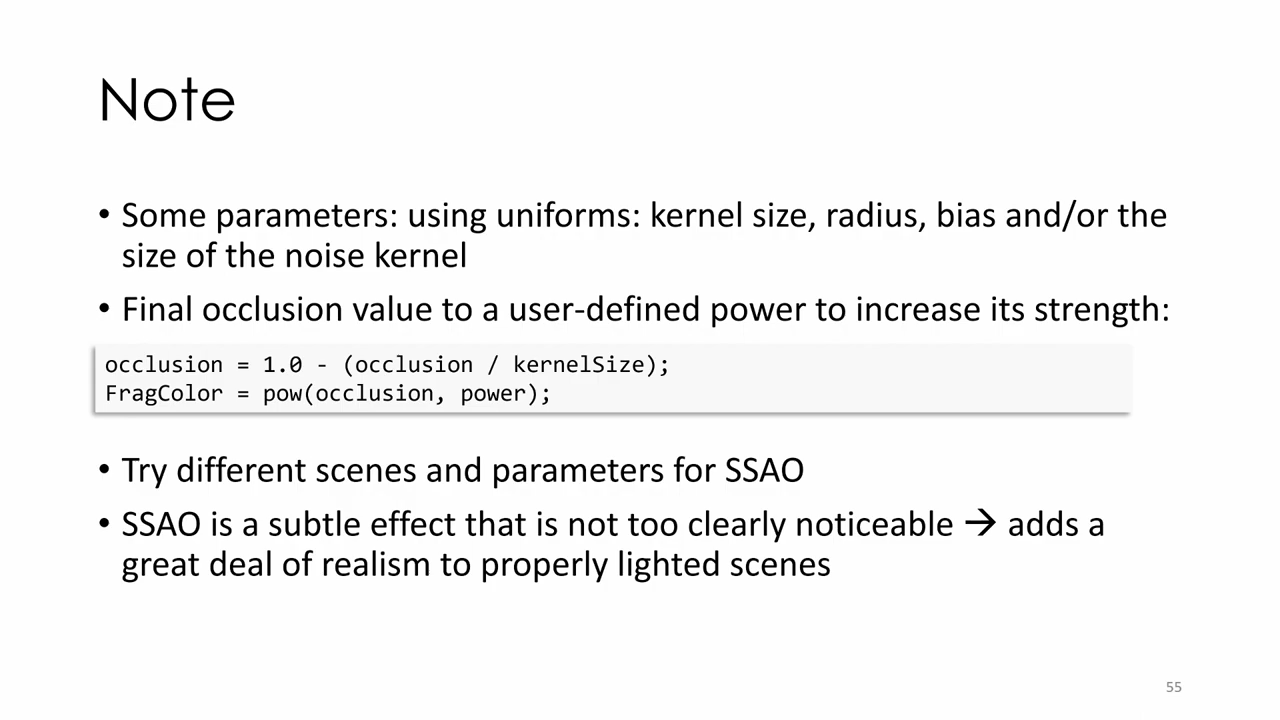 Note
• Some parameters: using uniforms: kernel size, radius, bias and/or the
size of the noise kernel
• Final occlusion value to a user-defined power to increase its strength:
occlusion = 1.0 - (occlusion / kernelSize);
FragColor = pow(occlusion, power);
• Try different scenes and parameters for SSAO
• SSAO is a subtle effect that is not too clearly noticeable → adds a
great deal of realism to properly lighted scenes
55